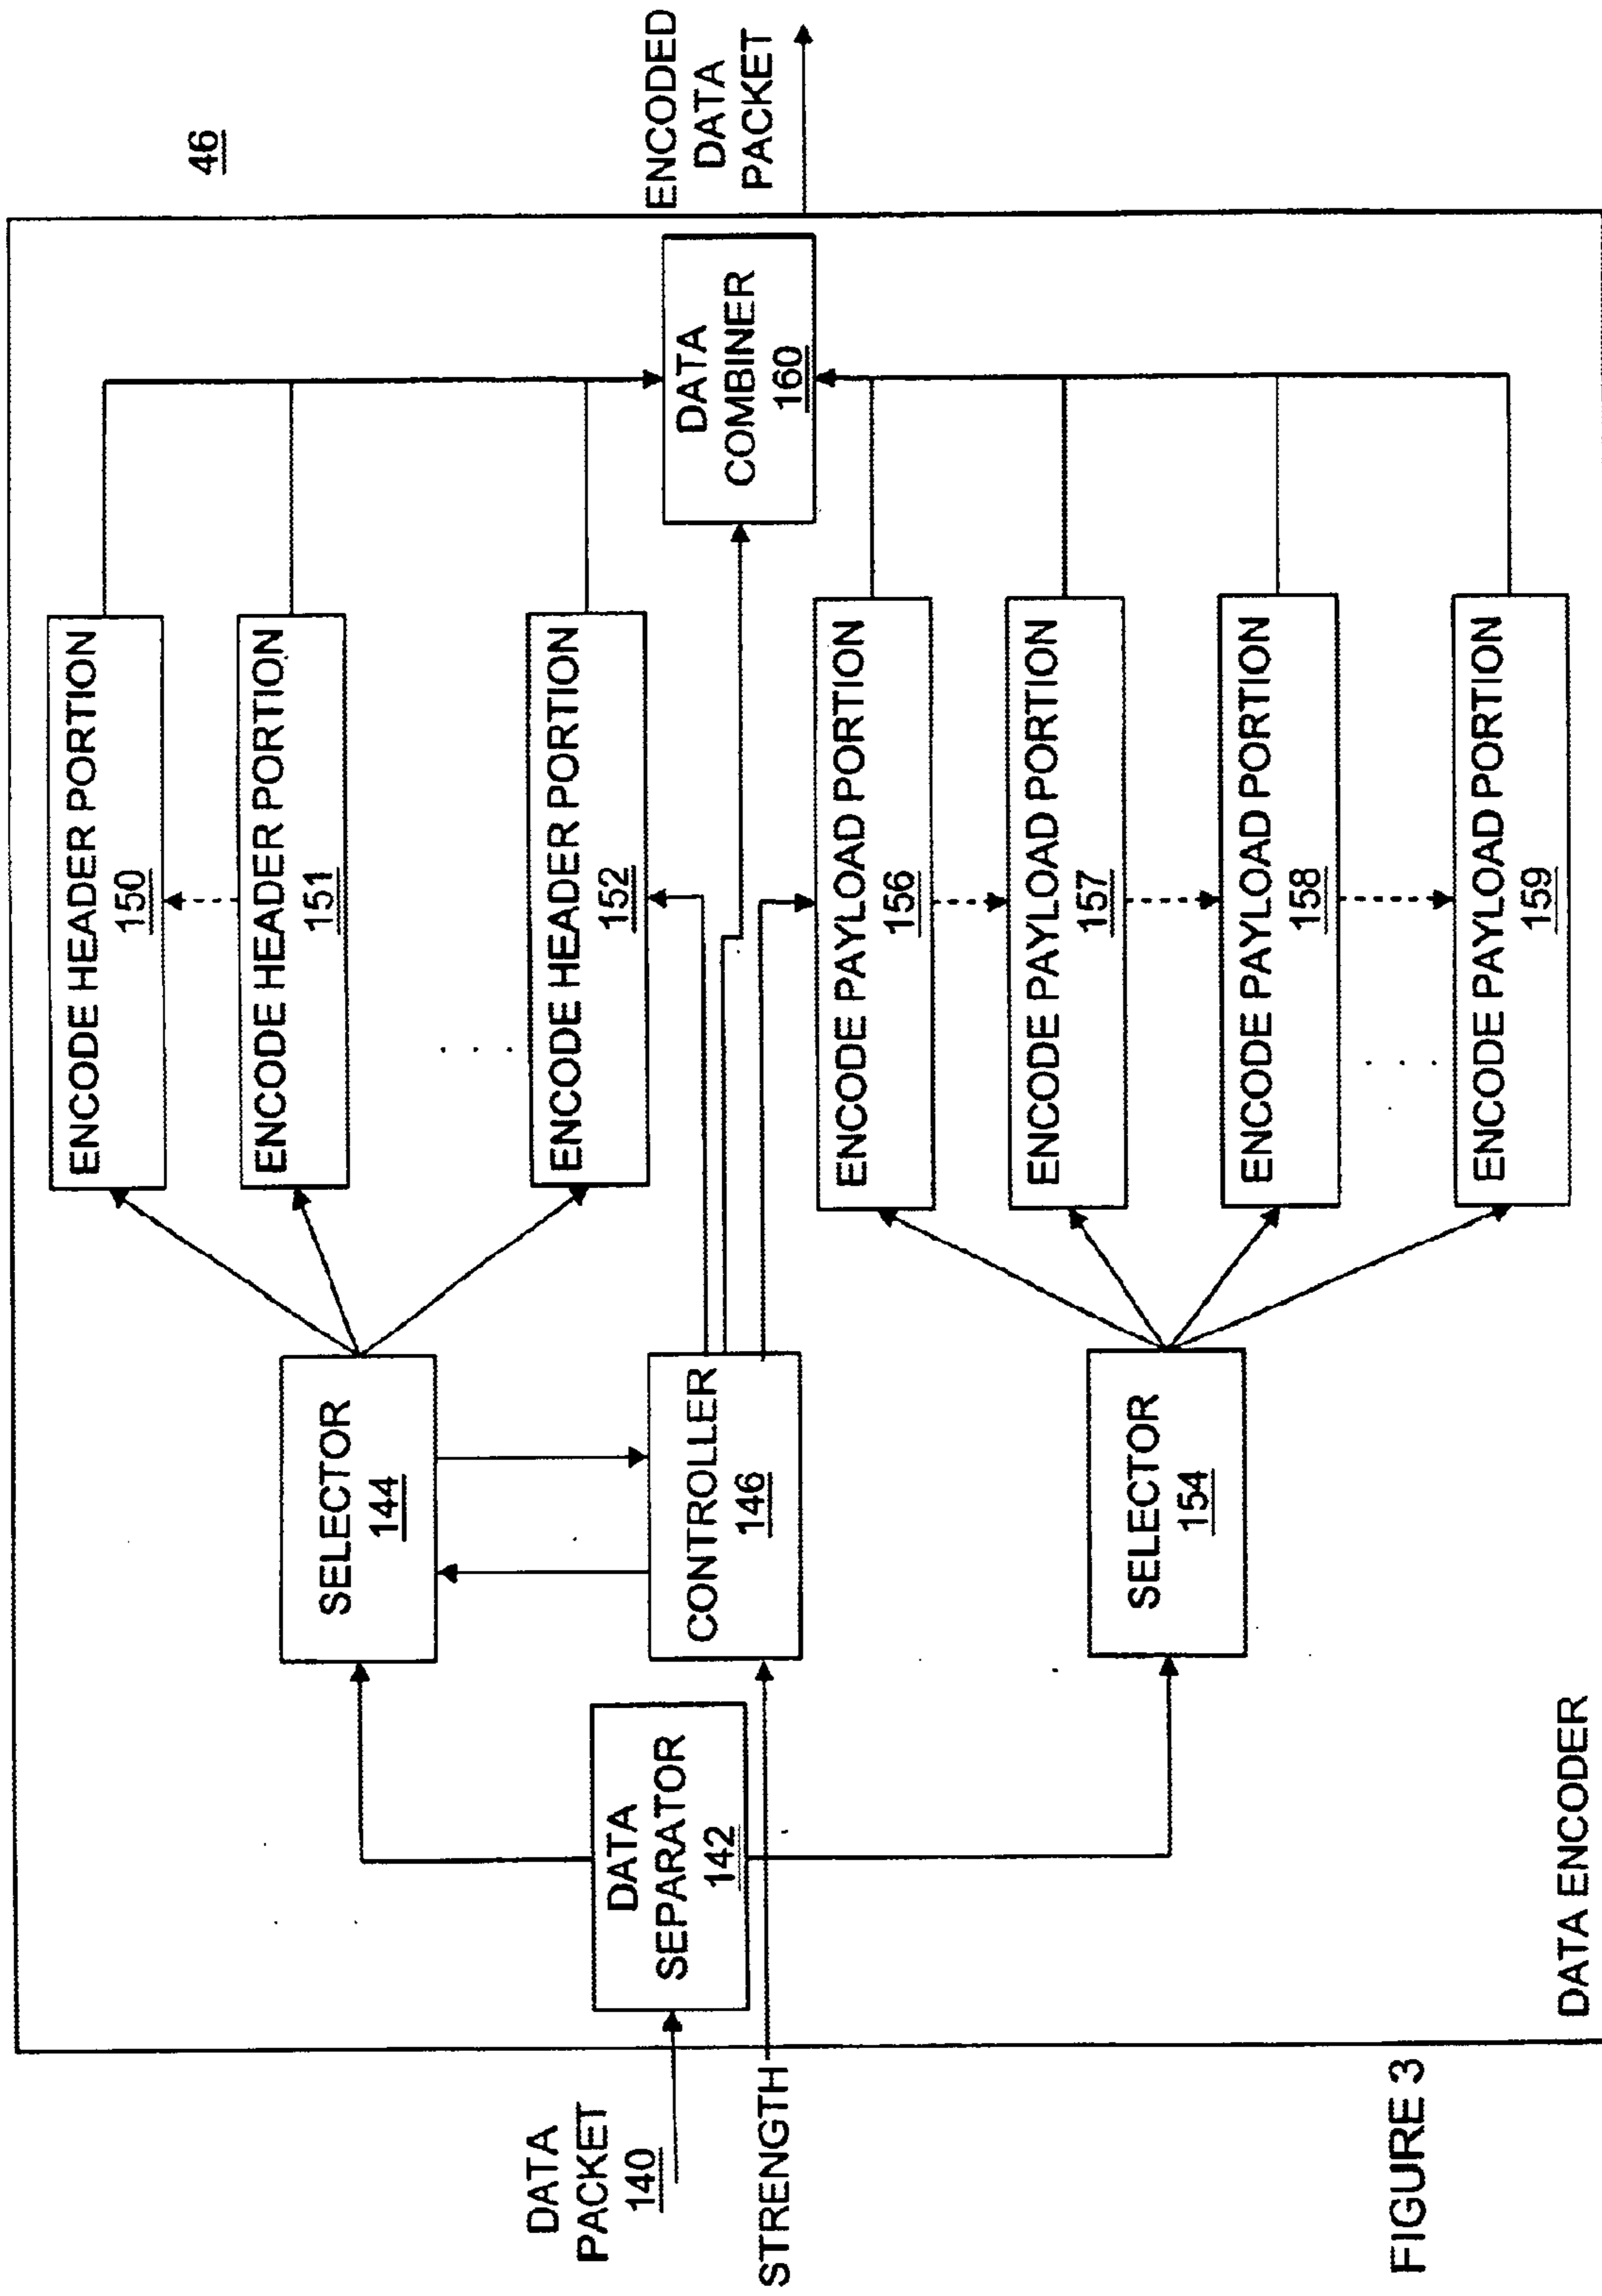 46
ENCODE HEADER PORTION
150
ENCODE HEADER PORTION
151
. . .
ENCODE HEADER PORTION
152
SELECTOR
144
DATA
PACKET
140
DATA
SEPARATOR
142
CONTROLLER
146
DATA
COMBINER
160
ENCODED
DATA
PACKET
STRENGTH
ENCODE PAYLOAD PORTION
156
ENCODE PAYLOAD PORTION
157
SELECTOR
154
ENCODE PAYLOAD PORTION
158
. . .
ENCODE PAYLOAD PORTION
159
DATA ENCODER
FIGURE 3